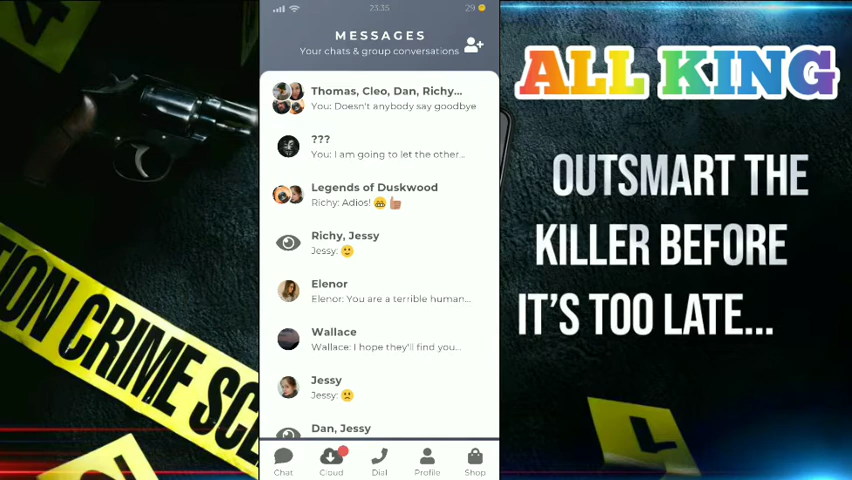 23:35
29
MESSAGES
Your chats & group conversations
Thomas, Cleo, Dan, Richy...
You: Doesn't anybody say goodbye
???
You: I am going to let the other...
Legends of Duskwood
Richy: Adios! 😁👍
Richy, Jessy
Jessy: 🙂
Elenor
Elenor: You are a terrible human...
Wallace
Wallace: I hope they'll find you...
Jessy
Jessy: 🙁
Dan, Jessy
Chat
Cloud
Dial
Profile
Shop
ALL KING
OUTSMART THE
KILLER BEFORE
IT'S TOO LATE...
4
ION CRIME SCE
L